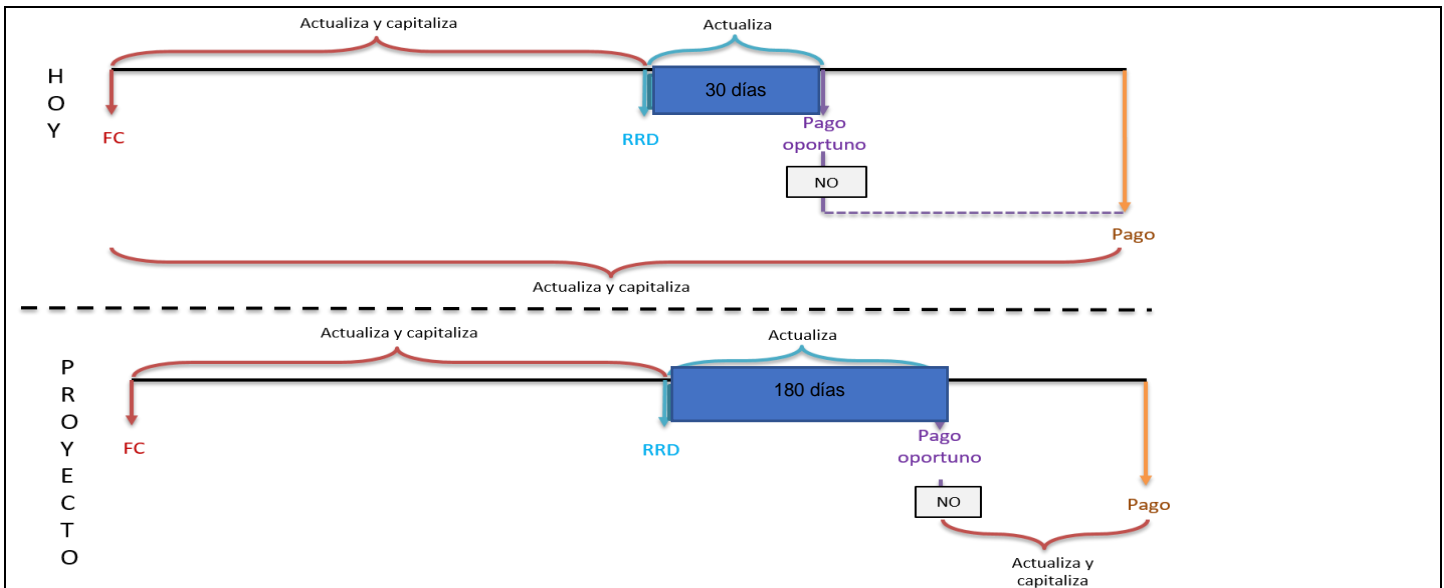 Actualiza y capitaliza
Actualiza
H
O
Y
30 días
FC
RRD
Pago
oportuno
NO
Pago
Actualiza y capitaliza
Actualiza y capitaliza
Actualiza
P
R
O
Y
E
C
T
O
180 días
FC
RRD
Pago
oportuno
NO
Pago
Actualiza y
capitaliza